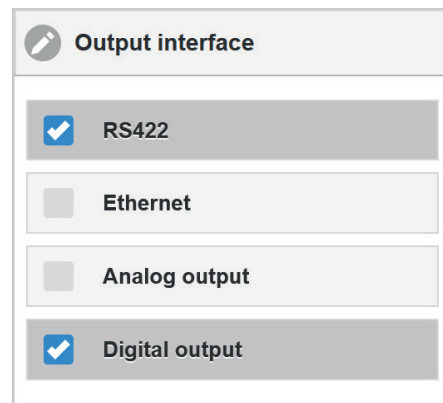 Output interface
RS422
Ethernet
Analog output
Digital output